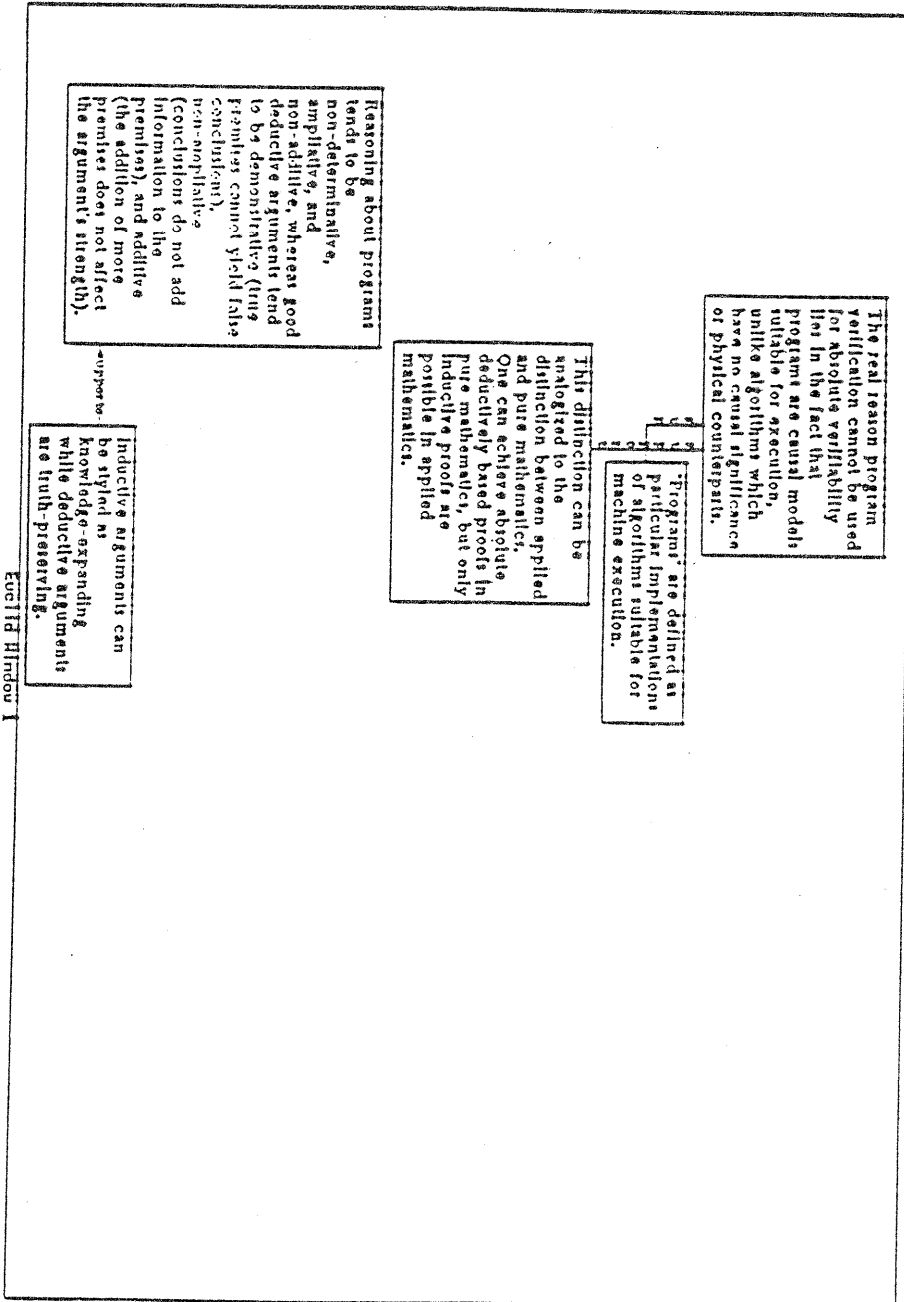 The real reason program
verification cannot be used
for absolute verifiability
lies in the fact that
programs are causal models
suitable for execution,
unlike algorithms which
have no causal significance
or physical counterparts.
"Programs" are defined as
particular implementations
of algorithms suitable for
machine execution.
This distinction can be
analogized to the
distinction between applied
and pure mathematics.
One can achieve absolute
deductively based proofs in
pure mathematics, but only
inductive proofs are
possible in applied
mathematics.
Reasoning about programs
tends to be
non-determinative,
ampliative, and
non-additive, whereas good
deductive arguments tend
to be demonstrative (true
premises cannot yield false
conclusions),
non-ampliative
(conclusions do not add
information to the
premises), and additive
(the addition of more
premises does not affect
the argument's strength).
supports
Inductive arguments can
be styled as
knowledge-expanding
while deductive arguments
are truth-preserving.
Euclid Window 1